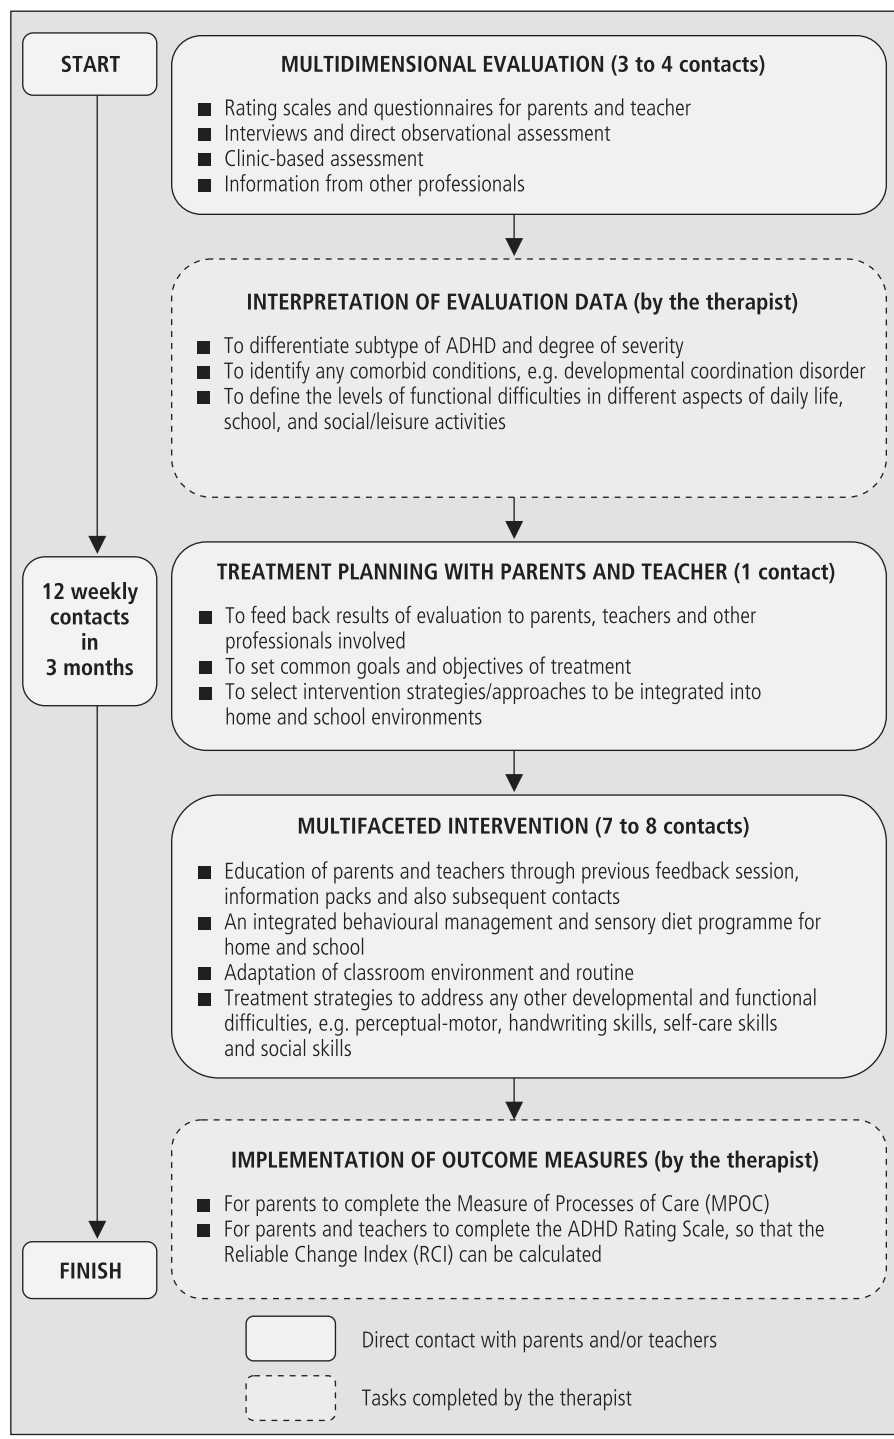 START
MULTIDIMENSIONAL EVALUATION (3 to 4 contacts)
■ Rating scales and questionnaires for parents and teacher
■ Interviews and direct observational assessment
■ Clinic-based assessment
■ Information from other professionals
INTERPRETATION OF EVALUATION DATA (by the therapist)
■ To differentiate subtype of ADHD and degree of severity
■ To identify any comorbid conditions, e.g. developmental coordination disorder
■ To define the levels of functional difficulties in different aspects of daily life,
school, and social/leisure activities
12 weekly
contacts
in
3 months
TREATMENT PLANNING WITH PARENTS AND TEACHER (1 contact)
■ To feed back results of evaluation to parents, teachers and other
professionals involved
■ To set common goals and objectives of treatment
■ To select intervention strategies/approaches to be integrated into
home and school environments
MULTIFACETED INTERVENTION (7 to 8 contacts)
■ Education of parents and teachers through previous feedback session,
information packs and also subsequent contacts
■ An integrated behavioural management and sensory diet programme for
home and school
■ Adaptation of classroom environment and routine
■ Treatment strategies to address any other developmental and functional
difficulties, e.g. perceptual-motor, handwriting skills, self-care skills
and social skills
IMPLEMENTATION OF OUTCOME MEASURES (by the therapist)
■ For parents to complete the Measure of Processes of Care (MPOC)
■ For parents and teachers to complete the ADHD Rating Scale, so that the
Reliable Change Index (RCI) can be calculated
FINISH
Direct contact with parents and/or teachers
Tasks completed by the therapist